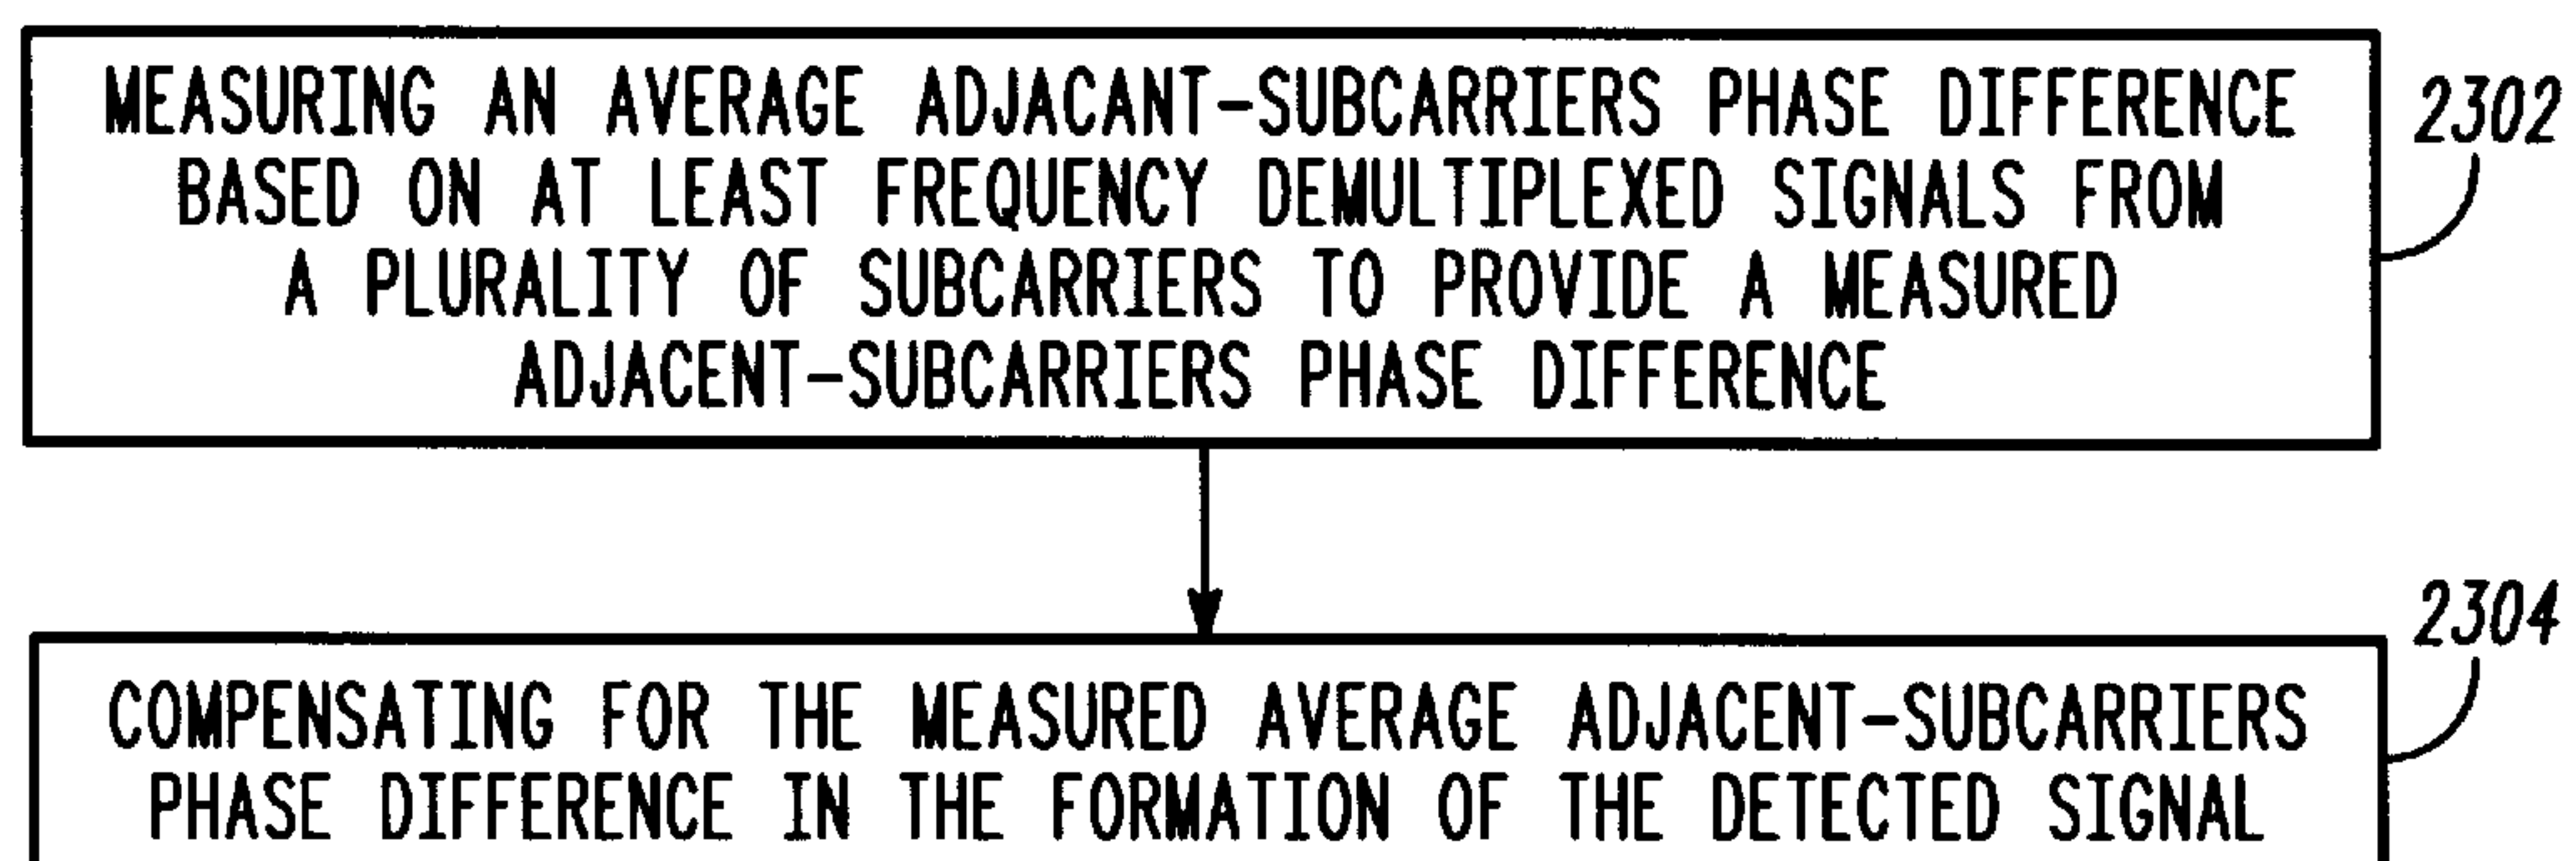 MEASURING AN AVERAGE ADJACANT-SUBCARRIERS PHASE DIFFERENCE
BASED ON AT LEAST FREQUENCY DEMULTIPLEXED SIGNALS FROM
A PLURALITY OF SUBCARRIERS TO PROVIDE A MEASURED
ADJACENT-SUBCARRIERS PHASE DIFFERENCE
2302
COMPENSATING FOR THE MEASURED AVERAGE ADJACENT-SUBCARRIERS
PHASE DIFFERENCE IN THE FORMATION OF THE DETECTED SIGNAL
2304